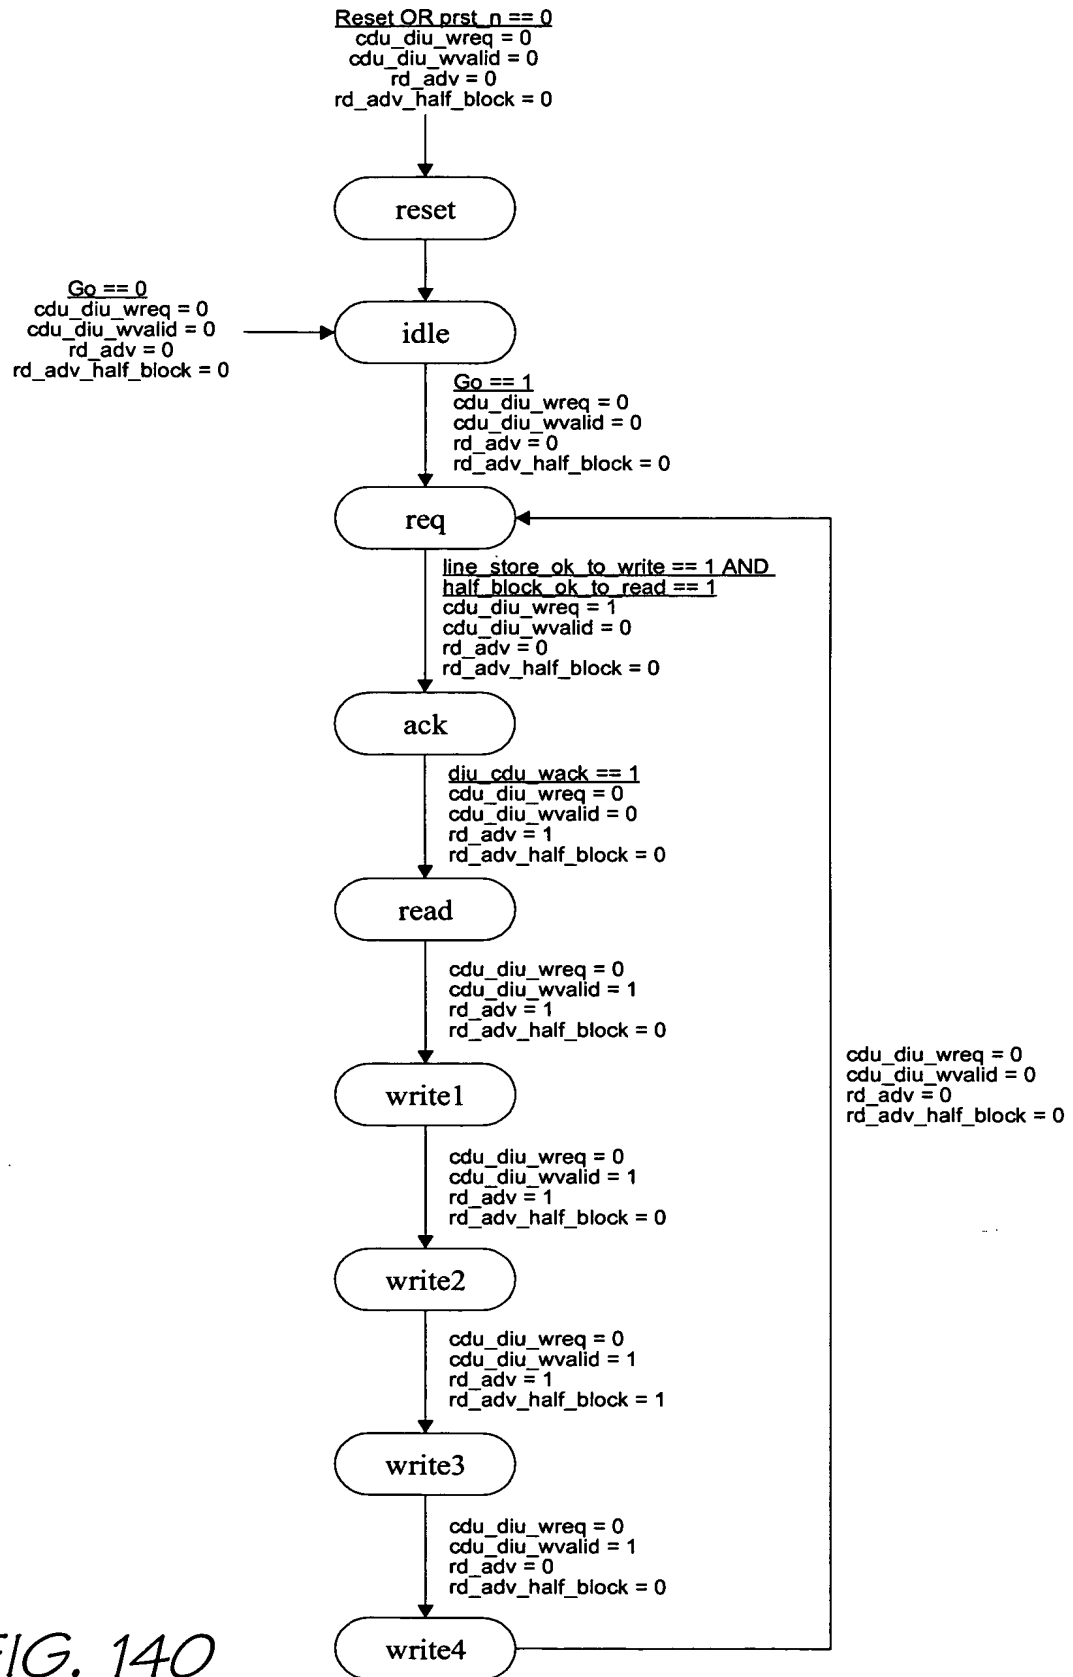 Reset OR prst_n == 0
cdu_diu_wreq = 0
cdu_diu_wvalid = 0
rd_adv = 0
rd_adv_half_block = 0
reset
Go == 0
cdu_diu_wreq = 0
cdu_diu_wvalid = 0
rd_adv = 0
rd_adv_half_block = 0
idle
Go == 1
cdu_diu_wreq = 0
cdu_diu_wvalid = 0
rd_adv = 0
rd_adv_half_block = 0
req
line_store_ok_to_write == 1 AND
half_block_ok_to_read == 1
cdu_diu_wreq = 1
cdu_diu_wvalid = 0
rd_adv = 0
rd_adv_half_block = 0
ack
diu_cdu_wack == 1
cdu_diu_wreq = 0
cdu_diu_wvalid = 0
rd_adv = 1
rd_adv_half_block = 0
read
cdu_diu_wreq = 0
cdu_diu_wvalid = 1
rd_adv = 1
rd_adv_half_block = 0
cdu_diu_wreq = 0
cdu_diu_wvalid = 0
rd_adv = 0
rd_adv_half_block = 0
write1
cdu_diu_wreq = 0
cdu_diu_wvalid = 1
rd_adv = 1
rd_adv_half_block = 0
write2
cdu_diu_wreq = 0
cdu_diu_wvalid = 1
rd_adv = 1
rd_adv_half_block = 1
write3
cdu_diu_wreq = 0
cdu_diu_wvalid = 1
rd_adv = 0
rd_adv_half_block = 0
write4
FIG. 140